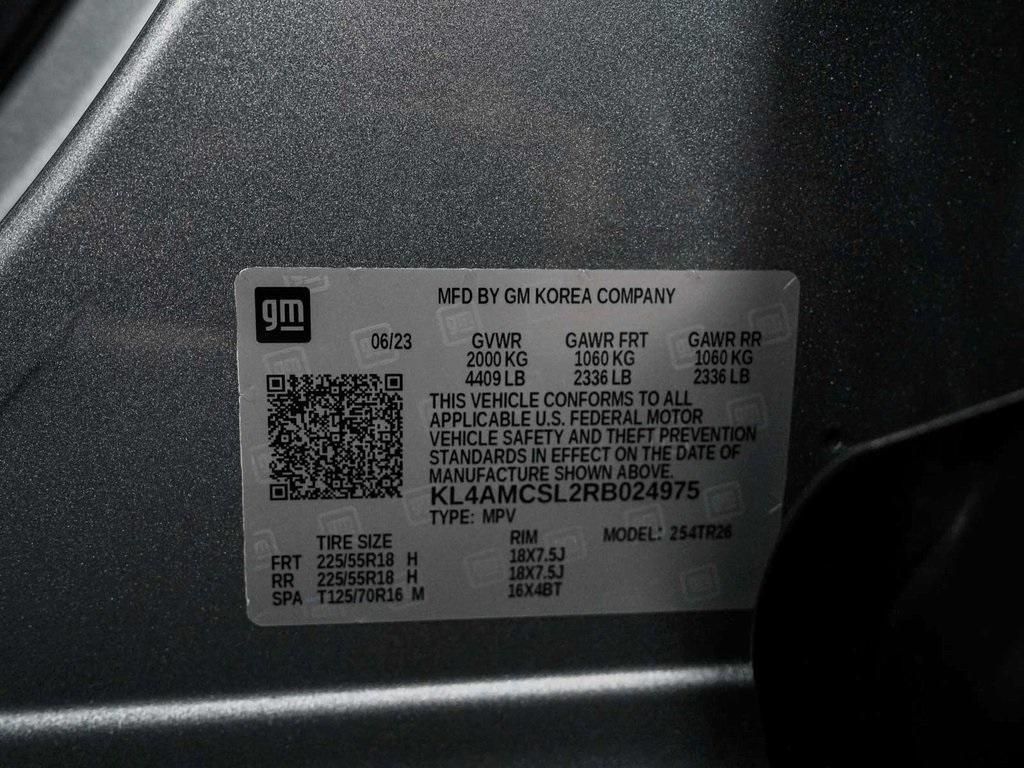 gm
MFD BY GM KOREA COMPANY
06/23 GVWR GAWR FRT GAWR RR
2000 KG 1060 KG 1060 KG
4409 LB 2336 LB 2336 LB
THIS VEHICLE CONFORMS TO ALL
APPLICABLE U.S. FEDERAL MOTOR
VEHICLE SAFETY AND THEFT PREVENTION
STANDARDS IN EFFECT ON THE DATE OF
MANUFACTURE SHOWN ABOVE.
KL4AMCSL2RB024975
TYPE: MPV
TIRE SIZE RIM MODEL: 254TR26
FRT 225/55R18 H 18X7.5J
RR 225/55R18 H 18X7.5J
SPA T125/70R16 M 16X4BT